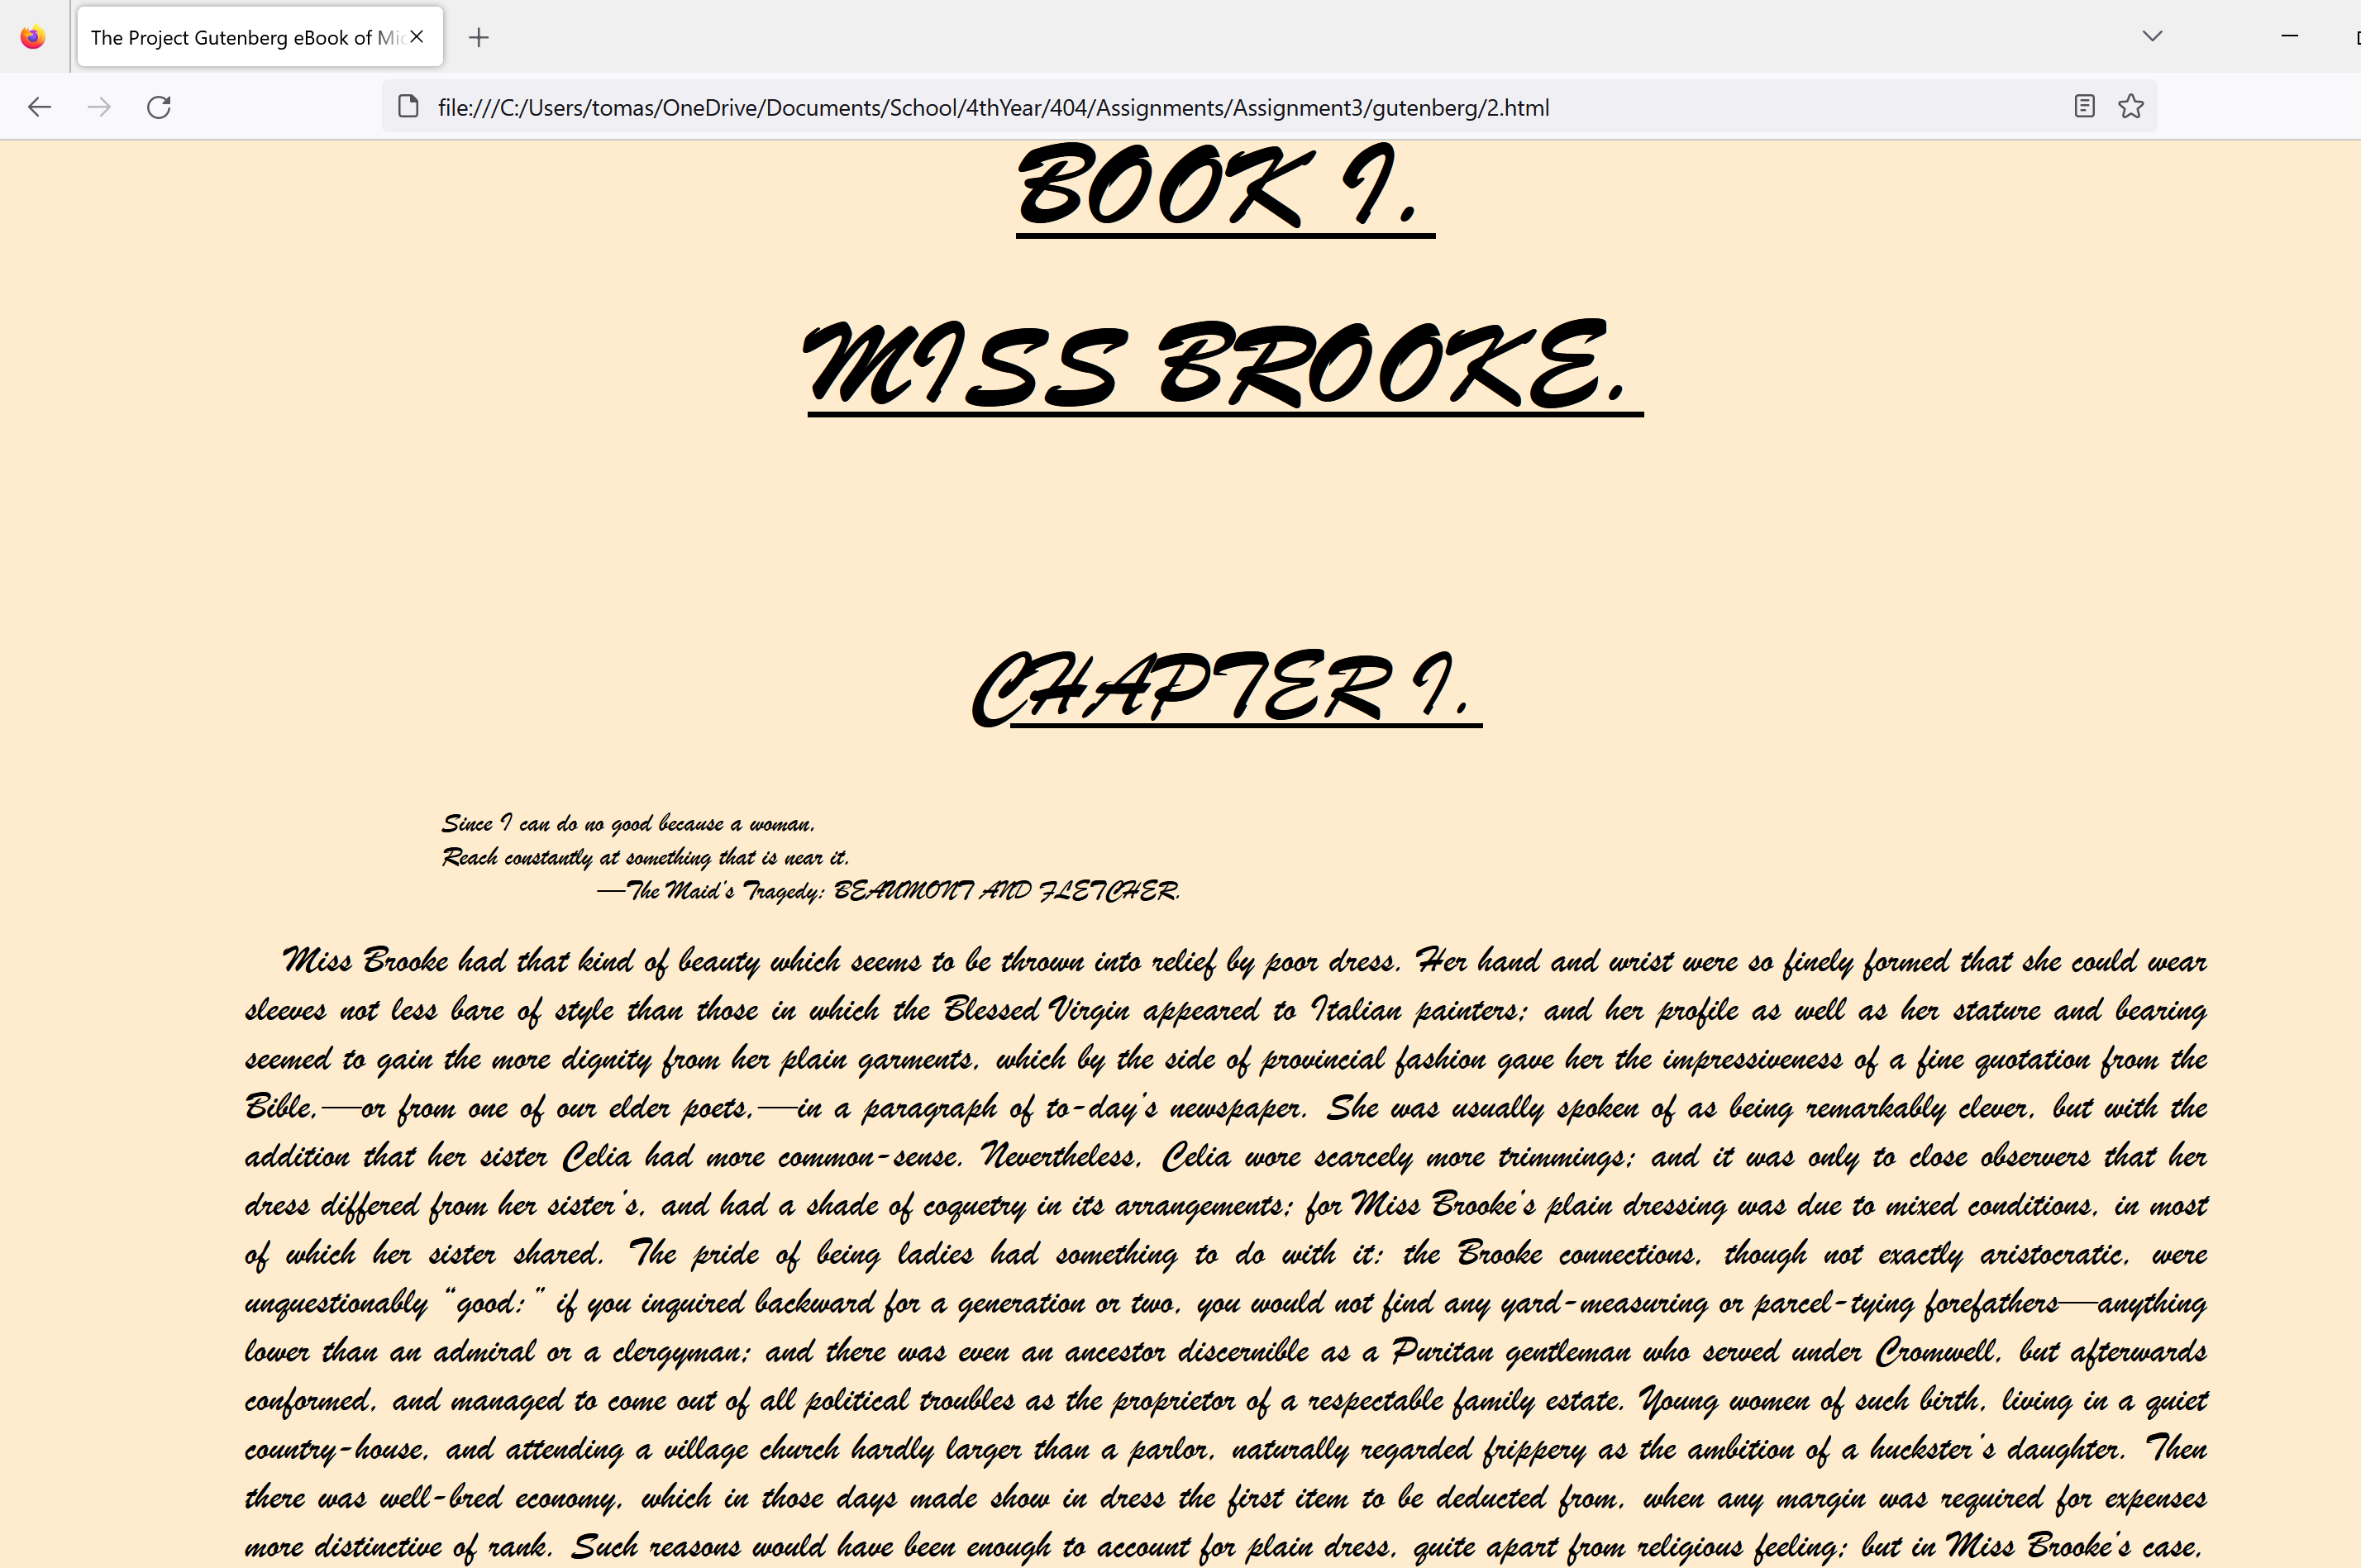 The Project Gutenberg eBook of Mi
file:///C:/Users/tomas/OneDrive/Documents/School/4thYear/404/Assignments/Assignment3/gutenberg/2.html
BOOK I.
MISS BROOKE.
CHAPTER I.
Since I can do no good because a woman,
Reach constantly at something that is near it.
—The Maid’s Tragedy: BEAUMONT AND FLETCHER.
Miss Brooke had that kind of beauty which seems to be thrown into relief by poor dress. Her hand and wrist were so finely formed that she could wear
sleeves not less bare of style than those in which the Blessed Virgin appeared to Italian painters; and her profile as well as her stature and bearing
seemed to gain the more dignity from her plain garments, which by the side of provincial fashion gave her the impressiveness of a fine quotation from the
Bible,—or from one of our elder poets,—in a paragraph of to-day’s newspaper. She was usually spoken of as being remarkably clever, but with the
addition that her sister Celia had more common-sense. Nevertheless, Celia wore scarcely more trimmings; and it was only to close observers that her
dress differed from her sister’s, and had a shade of coquetry in its arrangements; for Miss Brooke’s plain dressing was due to mixed conditions, in most
of which her sister shared. The pride of being ladies had something to do with it: the Brooke connections, though not exactly aristocratic, were
unquestionably “good:” if you inquired backward for a generation or two, you would not find any yard-measuring or parcel-tying forefathers—anything
lower than an admiral or a clergyman; and there was even an ancestor discernible as a Puritan gentleman who served under Cromwell, but afterwards
conformed, and managed to come out of all political troubles as the proprietor of a respectable family estate. Young women of such birth, living in a quiet
country-house, and attending a village church hardly larger than a parlor, naturally regarded frippery as the ambition of a huckster’s daughter. Then
there was well-bred economy, which in those days made show in dress the first item to be deducted from, when any margin was required for expenses
more distinctive of rank. Such reasons would have been enough to account for plain dress, quite apart from religious feeling; but in Miss Brooke’s case,